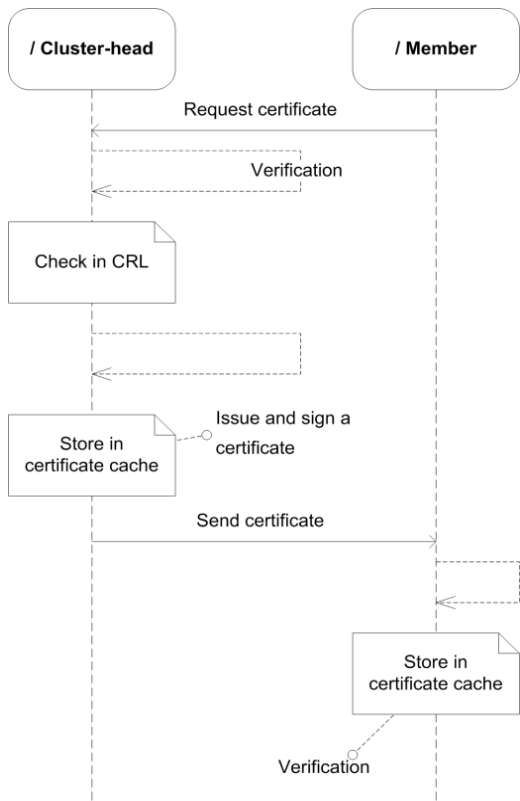 / Cluster-head
/ Member
Request certificate
Verification
Check in CRL
Issue and sign a
certificate
Store in
certificate cache
Send certificate
Store in
certificate cache
Verification